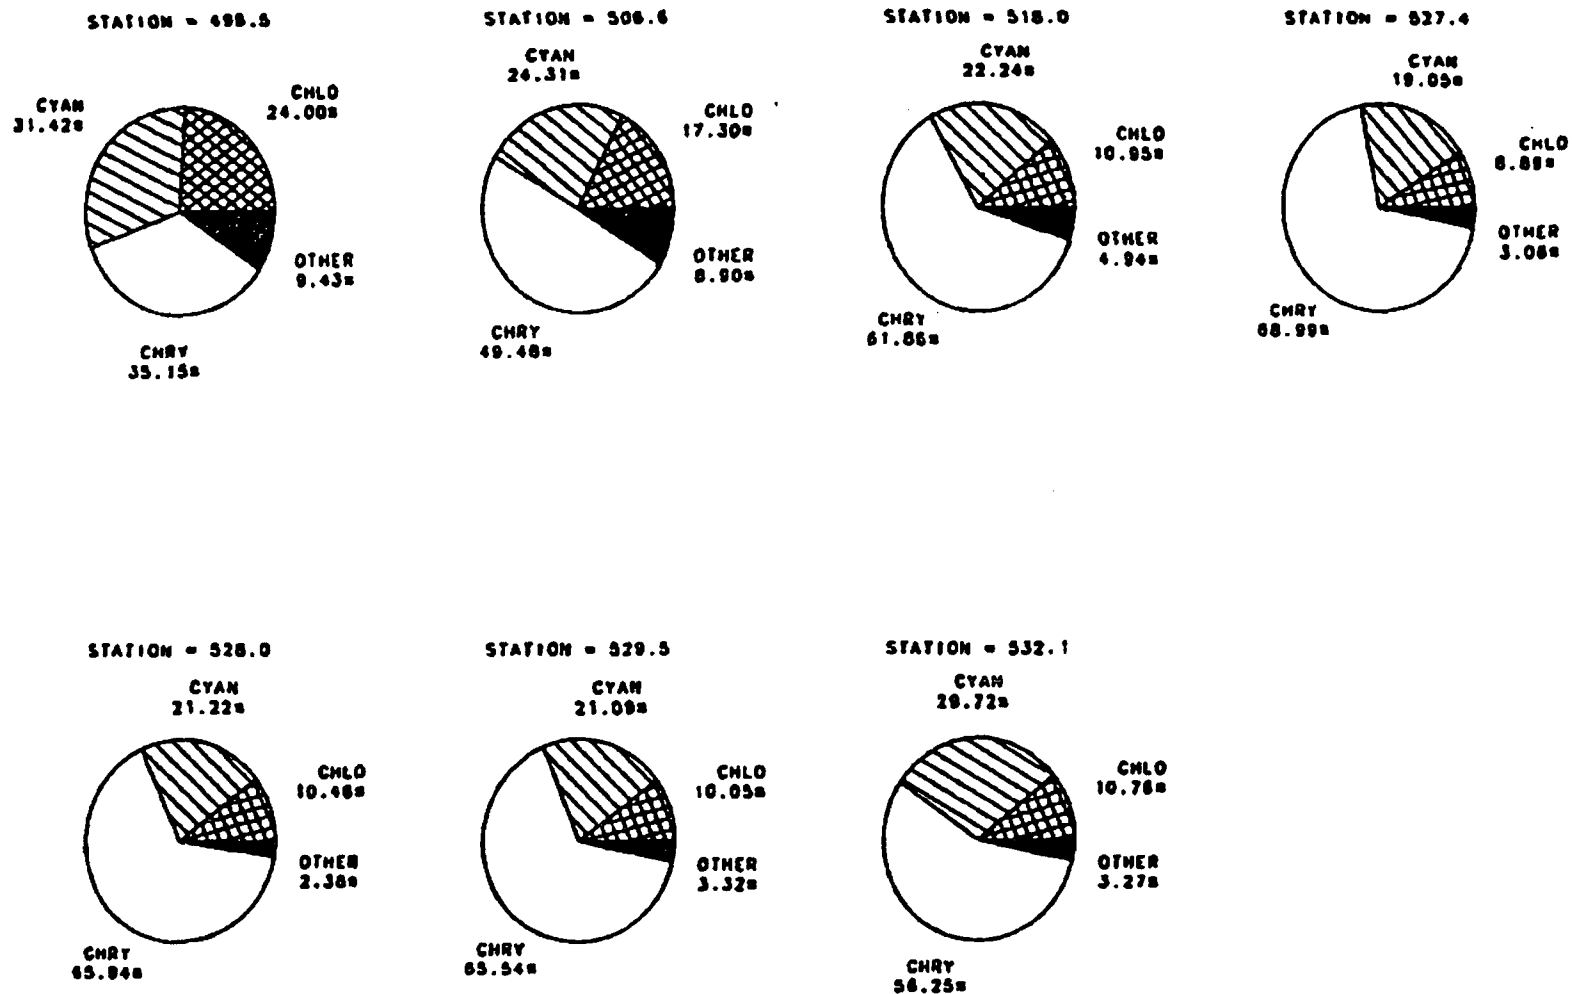 STATION = 498.5
CYAN
31.42%
CHLO
24.00%
OTHER
9.43%
CHRY
35.15%
STATION = 506.6
CYAN
24.31%
CHLO
17.30%
OTHER
8.90%
CHRY
49.48%
STATION = 518.0
CYAN
22.24%
CHLO
10.95%
OTHER
4.94%
CHRY
61.86%
STATION = 527.4
CYAN
19.05%
CHLO
8.89%
OTHER
3.06%
CHRY
68.99%
STATION = 528.0
CYAN
21.22%
CHLO
10.46%
OTHER
2.38%
CHRY
65.94%
STATION = 529.5
CYAN
21.09%
CHLO
10.05%
OTHER
3.32%
CHRY
65.54%
STATION = 532.1
CYAN
29.72%
CHLO
10.76%
OTHER
3.27%
CHRY
56.25%